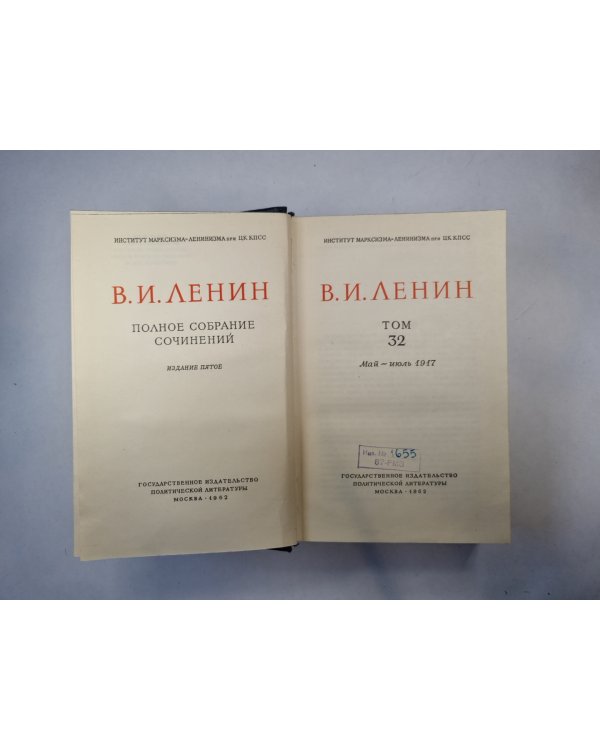 ИНСТИТУТ МАРКСИЗМА-ЛЕНИНИЗМА при ЦК КПСС
В. И. ЛЕНИН
ПОЛНОЕ СОБРАНИЕ
СОЧИНЕНИЙ
ИЗДАНИЕ ПЯТОЕ
ГОСУДАРСТВЕННОЕ ИЗДАТЕЛЬСТВО
ПОЛИТИЧЕСКОЙ ЛИТЕРАТУРЫ
МОСКВА · 1962
ИНСТИТУТ МАРКСИЗМА-ЛЕНИНИЗМА при ЦК КПСС
В. И. ЛЕНИН
ТОМ
32
Май ~ июль 1917
655
ГОСУДАРСТВЕННОЕ ИЗДАТЕЛЬСТВО
ПОЛИТИЧЕСКОЙ ЛИТЕРАТУРЫ
МОСКВА · 1962